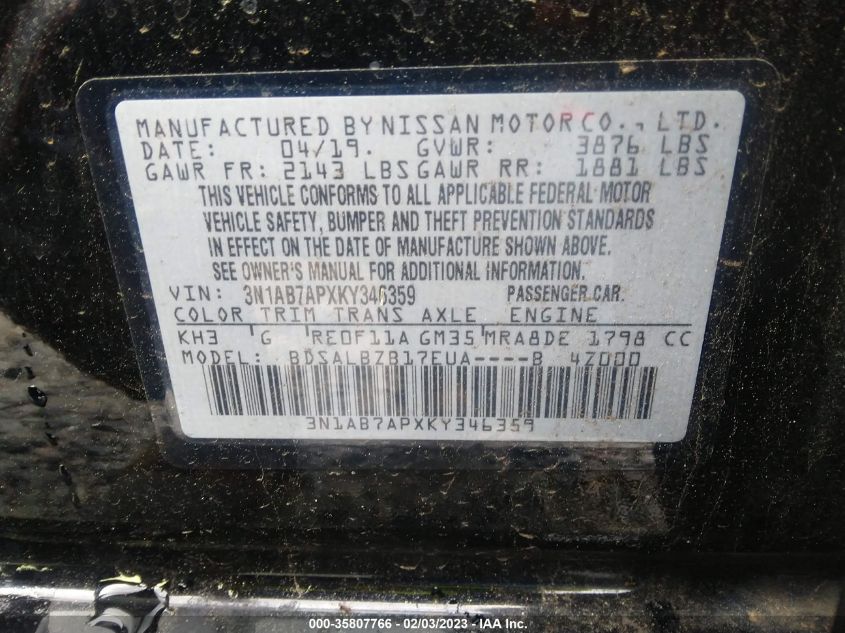 MANUFACTURED BY NISSAN MOTOR CO., LTD.
DATE: 04/19. GVWR: 3876 LBS
GAWR FR: 2143 LBS GAWR RR: 1881 LBS
THIS VEHICLE CONFORMS TO ALL APPLICABLE FEDERAL MOTOR
VEHICLE SAFETY, BUMPER AND THEFT PREVENTION STANDARDS
IN EFFECT ON THE DATE OF MANUFACTURE SHOWN ABOVE.
SEE OWNER'S MANUAL FOR ADDITIONAL INFORMATION.
VIN: 3N1AB7APXKY346359 PASSENGER CAR
COLOR TRIM TRANS AXLE ENGINE
KH3 G RE0F11A GM35 MRA8DE 1798 CC
MODEL: BDSALBZB17EUA----B 4Z000
3N1AB7APXKY346359
000-35807766 - 02/03/2023 - IAA Inc.